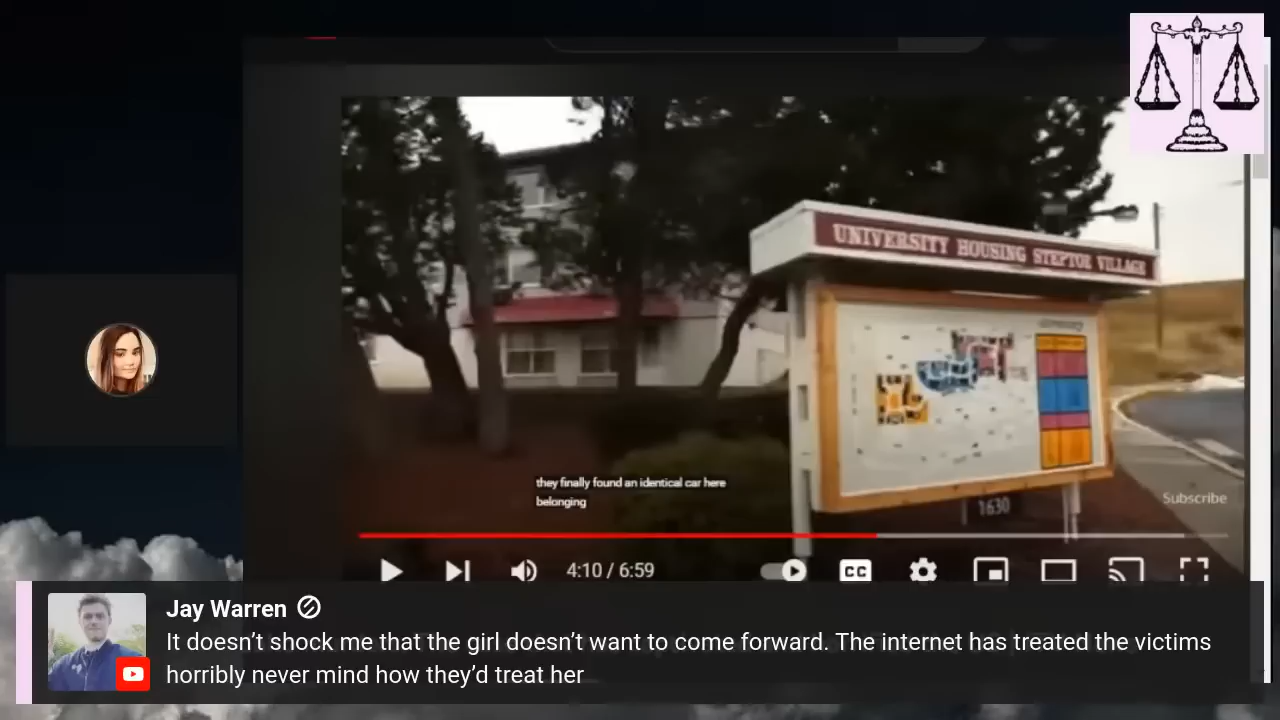 UNIVERSITY HOUSING STEPTOE VILLAGE
they finally found an identical car here
belonging
1630
Subscribe
4:10 / 6:59
CC
Jay Warren
It doesn’t shock me that the girl doesn’t want to come forward. The internet has treated the victims
horribly never mind how they’d treat her